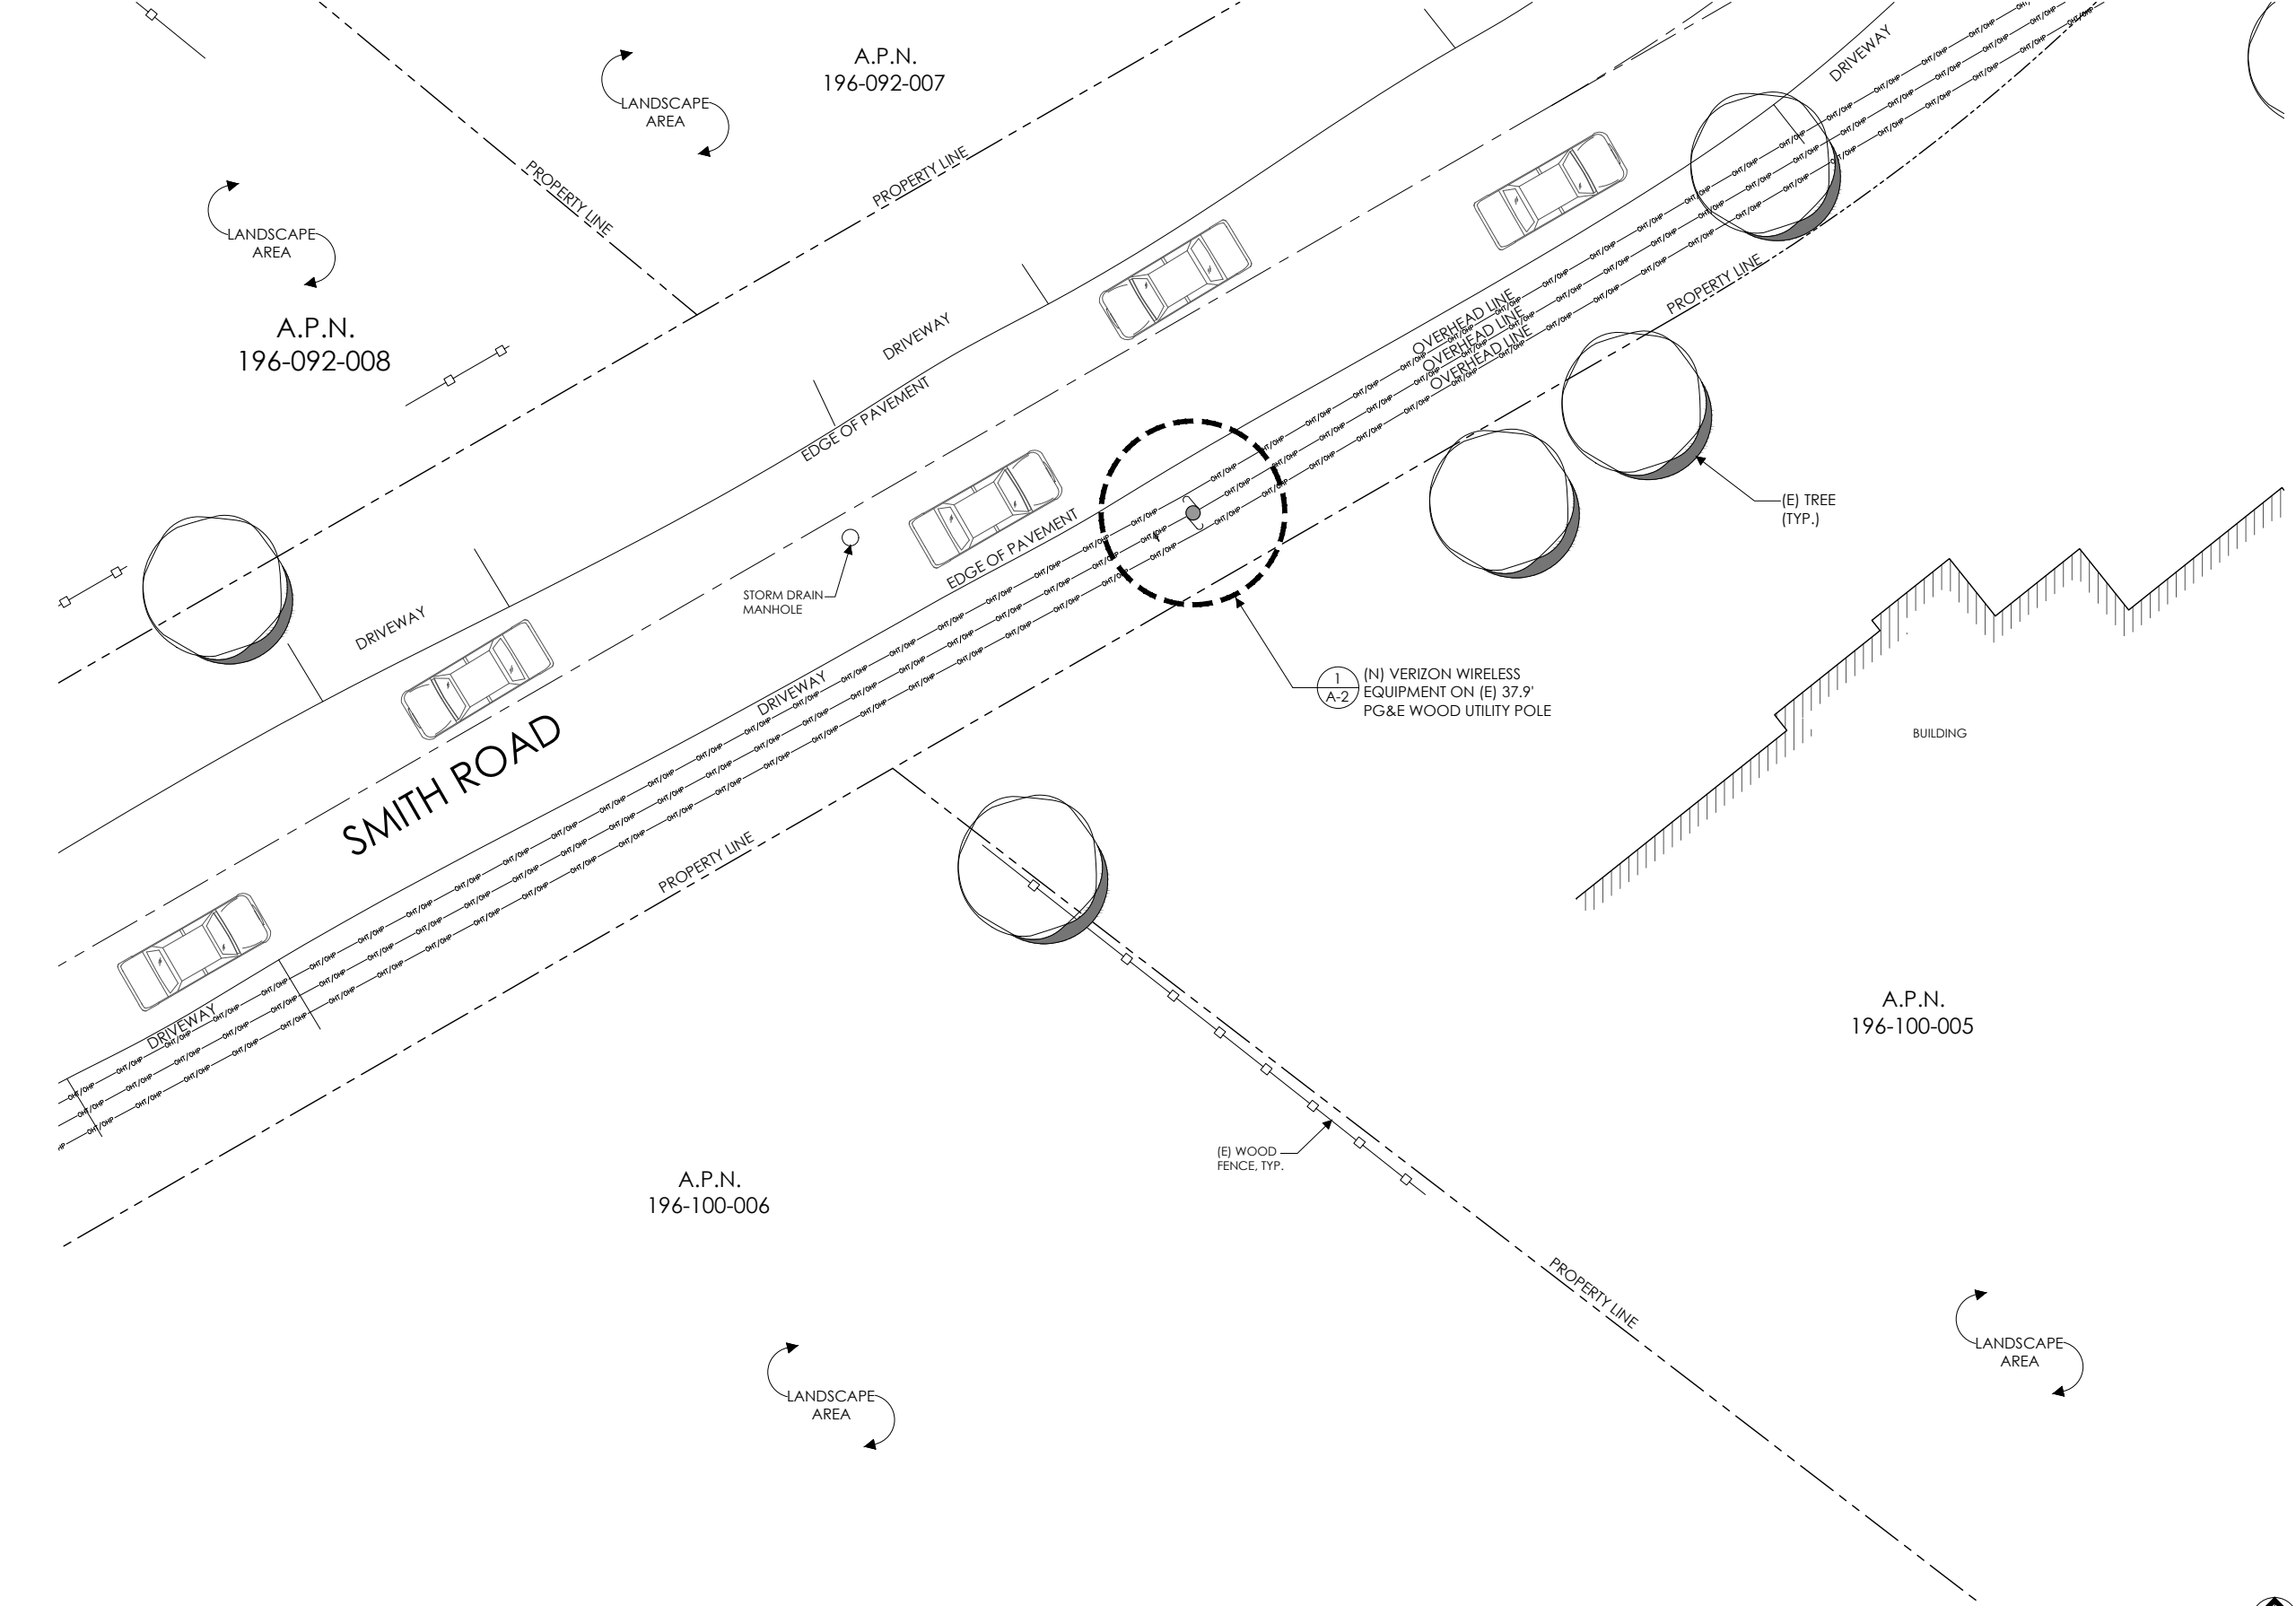 A.P.N.
196-092-007
LANDSCAPE
AREA
DRIVEWAY
PROPERTY LINE
PROPERTY LINE
LANDSCAPE
AREA
A.P.N.
196-092-008
DRIVEWAY
EDGE OF PAVEMENT
OVERHEAD LINE
OVERHEAD LINE
OVERHEAD LINE
PROPERTY LINE
(E) TREE
(TYP.)
EDGE OF PAVEMENT
STORM DRAIN
MANHOLE
DRIVEWAY
DRIVEWAY
1
A-2
(N) VERIZON WIRELESS
EQUIPMENT ON (E) 37.9'
PG&E WOOD UTILITY POLE
BUILDING
SMITH ROAD
PROPERTY LINE
DRIVEWAY
OHT/OHP
A.P.N.
196-100-005
(E) WOOD
FENCE, TYP.
A.P.N.
196-100-006
PROPERTY LINE
LANDSCAPE
AREA
LANDSCAPE
AREA